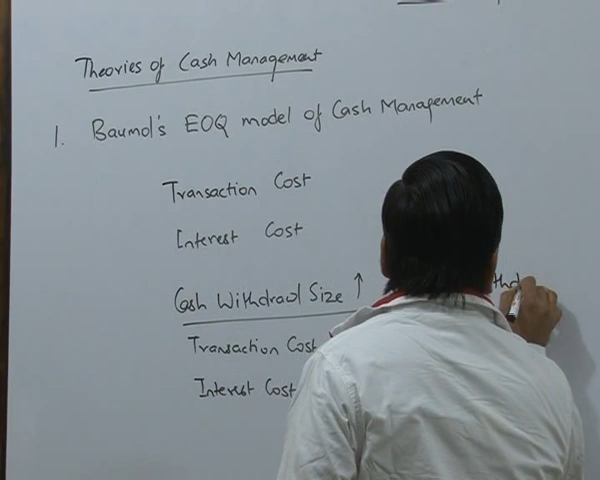 Theories of Cash Management
1. Baumol's EOQ model of Cash Management
Transaction Cost
Interest Cost
Cash Withdraol Size ↑
Transaction Cost
Interest Cost